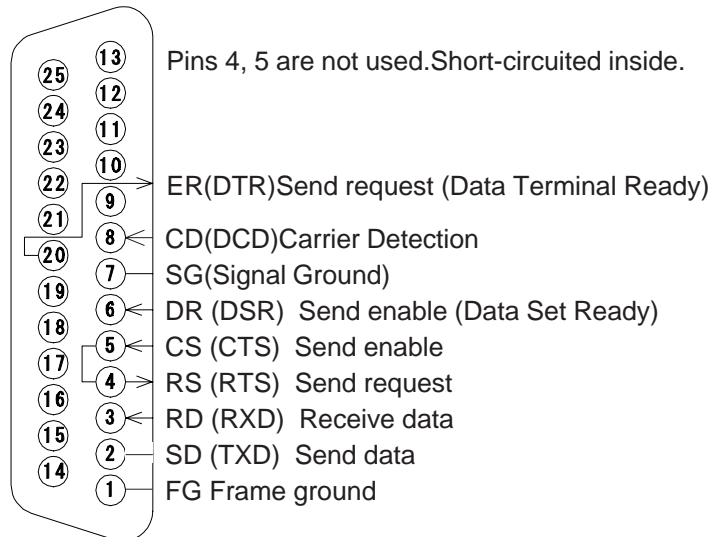 13
Pins 4, 5 are not used.Short-circuited inside.
25
12
24
11
23
10
22
ER(DTR)Send request (Data Terminal Ready)
9
21
8
CD(DCD)Carrier Detection
20
7
SG(Signal Ground)
19
6
DR (DSR) Send enable (Data Set Ready)
18
5
CS (CTS) Send enable
17
4
RS (RTS) Send request
16
3
RD (RXD) Receive data
15
2
SD (TXD) Send data
14
1
FG Frame ground